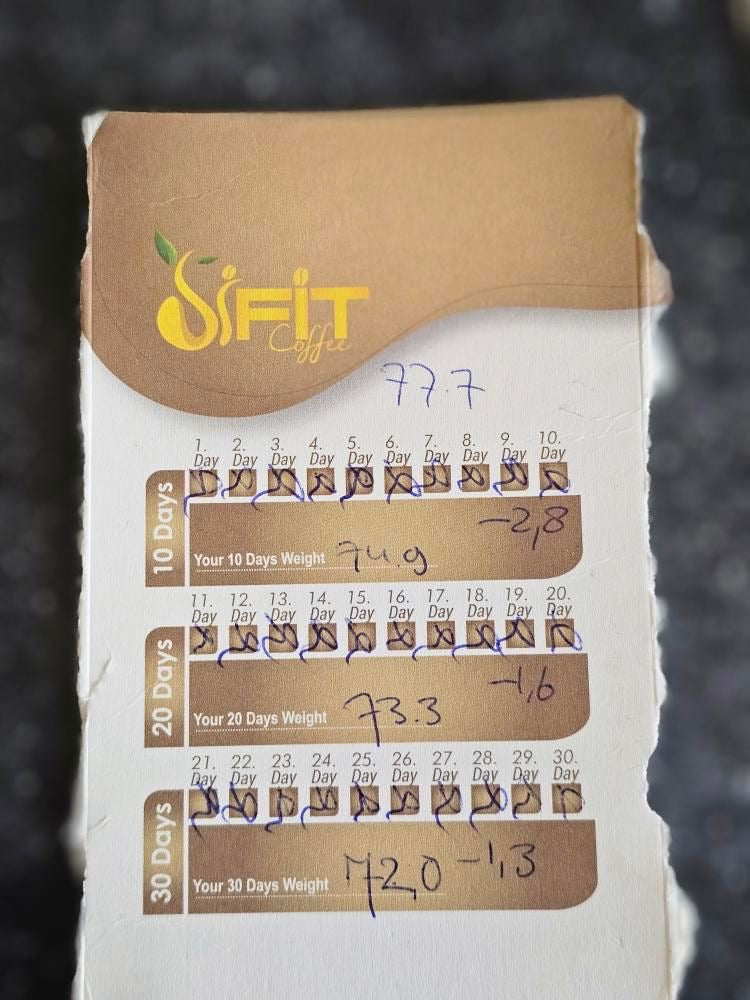 SiFiT
Coffee
77.7
1. 2. 3. 4. 5. 6. 7. 8. 9. 10.
Day Day Day Day Day Day Day Day Day Day
10 Days
-2,8
Your 10 Days Weight 74 9
11. 12. 13. 14. 15. 16. 17. 18. 19. 20.
Day Day Day Day Day Day Day Day Day Day
20 Days
-1,6
Your 20 Days Weight 73.3
21. 22. 23. 24. 25. 26. 27. 28. 29. 30.
Day Day Day Day Day Day Day Day Day Day
30 Days
Your 30 Days Weight 72,0 -1,3